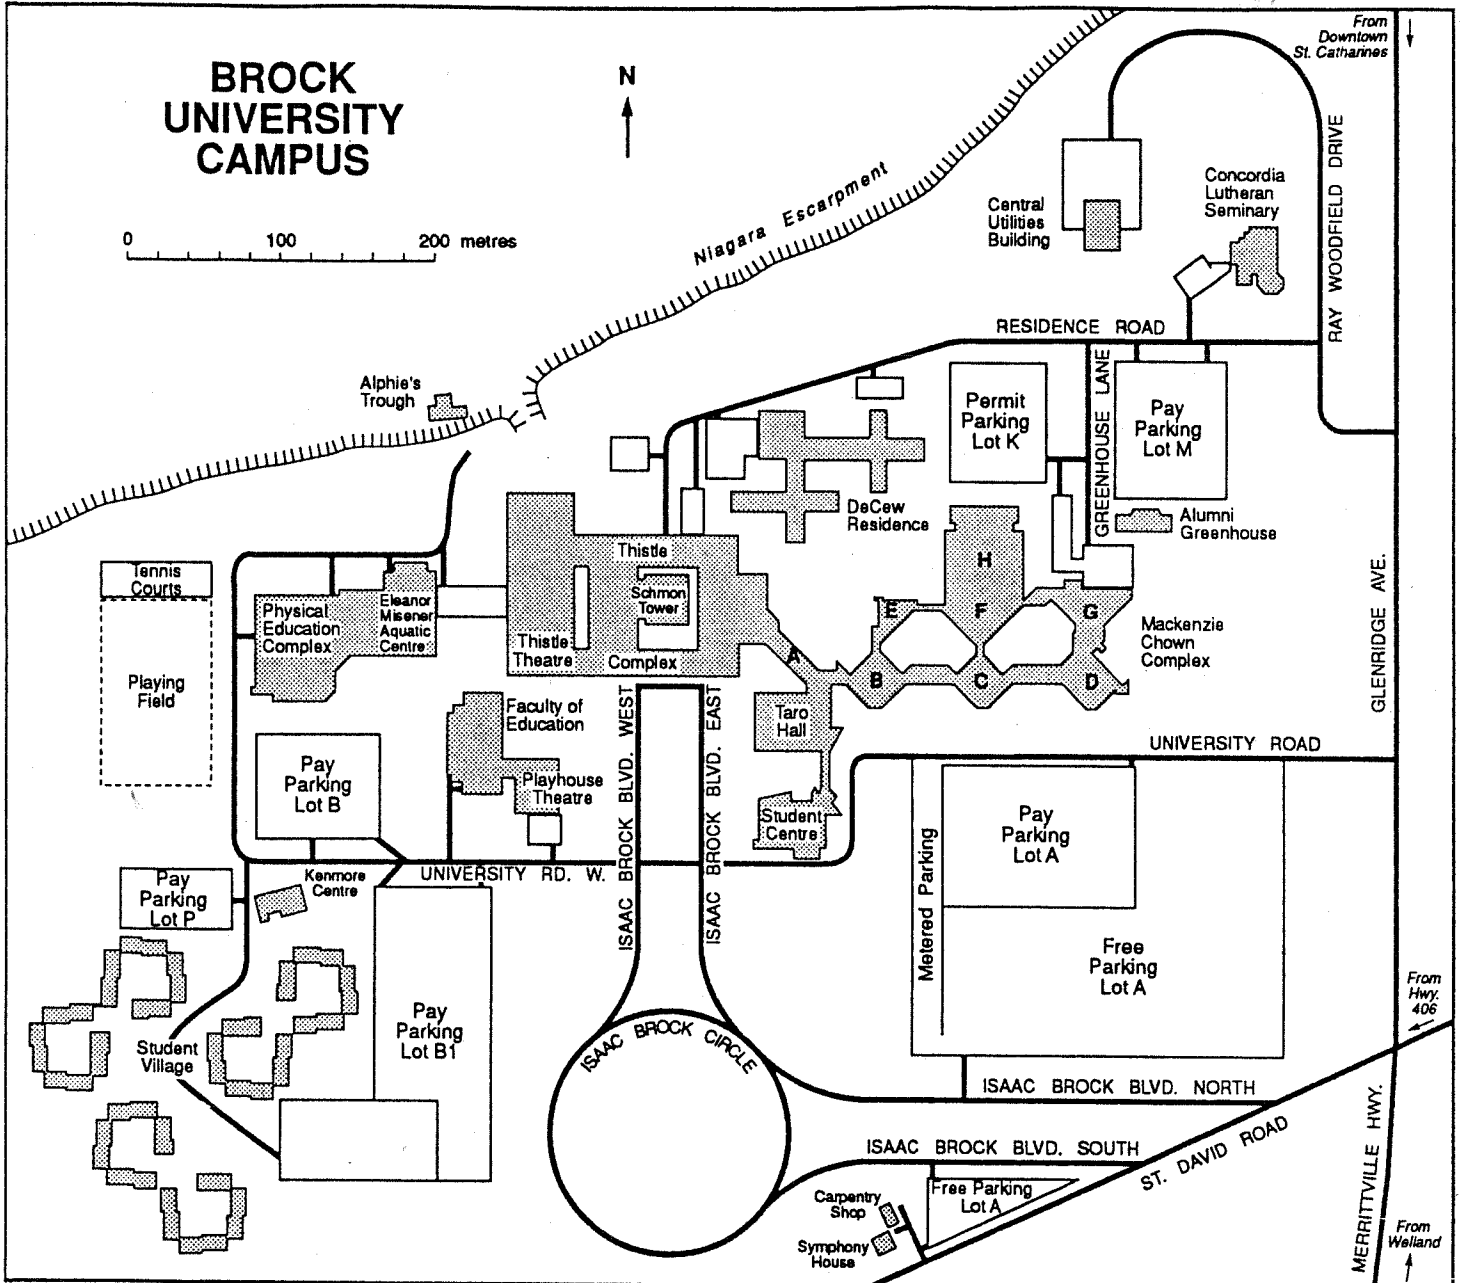 BROCK
UNIVERSITY
CAMPUS
0 100 200 metres
N
Niagara Escarpment
From
Downtown
St. Catharines
RAY WOODFIELD DRIVE
Central
Utilities
Building
Concordia
Lutheran
Seminary
RESIDENCE ROAD
GREENHOUSE LANE
Permit
Parking
Lot K
Pay
Parking
Lot M
Alumni
Greenhouse
Alphie's
Trough
DeCew
Residence
GLENRIDGE AVE.
Tennis
Courts
Playing
Field
Physical
Education
Complex
Eleanor
Misener
Aquatic
Centre
Thistle
Schmon
Tower
Thistle
Theatre
Complex
A
B
C
D
E
F
G
H
Mackenzie
Chown
Complex
Taro
Hall
Student
Centre
Faculty of
Education
Playhouse
Theatre
ISAAC BROCK BLVD. WEST
ISAAC BROCK BLVD. EAST
UNIVERSITY ROAD
Pay
Parking
Lot B
UNIVERSITY RD. W.
Kenmore
Centre
Pay
Parking
Lot P
Metered Parking
Pay
Parking
Lot A
Free
Parking
Lot A
Student
Village
Pay
Parking
Lot B1
ISAAC BROCK CIRCLE
From
Hwy.
406
ISAAC BROCK BLVD. NORTH
ISAAC BROCK BLVD. SOUTH
ST. DAVID ROAD
MERRITTVILLE HWY.
Free Parking
Lot A
Carpentry
Shop
Symphony
House
From
Welland